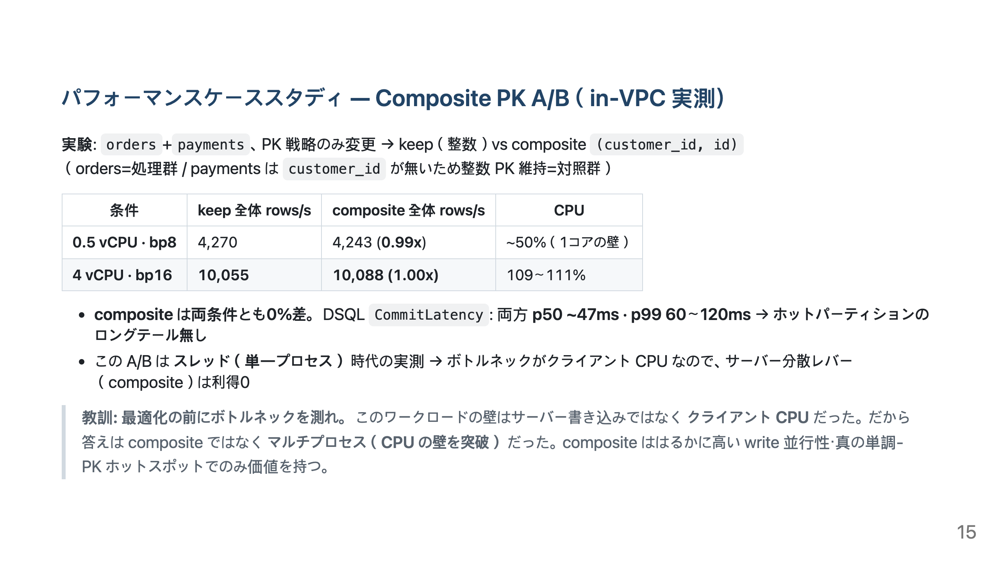 パフォーマンスケーススタディ — Composite PK A/B（in-VPC 実測）
実験: orders+payments、PK 戦略のみ変更 → keep（整数）vs composite (customer_id, id)
（orders=処理群 / payments は customer_id が無いため整数 PK 維持=対照群）
条件 keep 全体 rows/s composite 全体 rows/s CPU
0.5 vCPU · bp8 4,270 4,243 (0.99x) ~50%（1コアの壁）
4 vCPU · bp16 10,055 10,088 (1.00x) 109〜111%
• composite は両条件とも0%差。DSQL CommitLatency: 両方 p50 ~47ms · p99 60〜120ms → ホットパーティションの
ロングテール無し
• この A/B は スレッド（単一プロセス）時代の実測 → ボトルネックがクライアント CPU なので、サーバー分散レバー
（composite）は利得0
教訓: 最適化の前にボトルネックを測れ。このワークロードの壁はサーバー書き込みではなく クライアント CPU だった。だから
答えは composite ではなく マルチプロセス（CPU の壁を突破）だった。composite ははるかに高い write 並行性·真の単調-
PK ホットスポットでのみ価値を持つ。
15